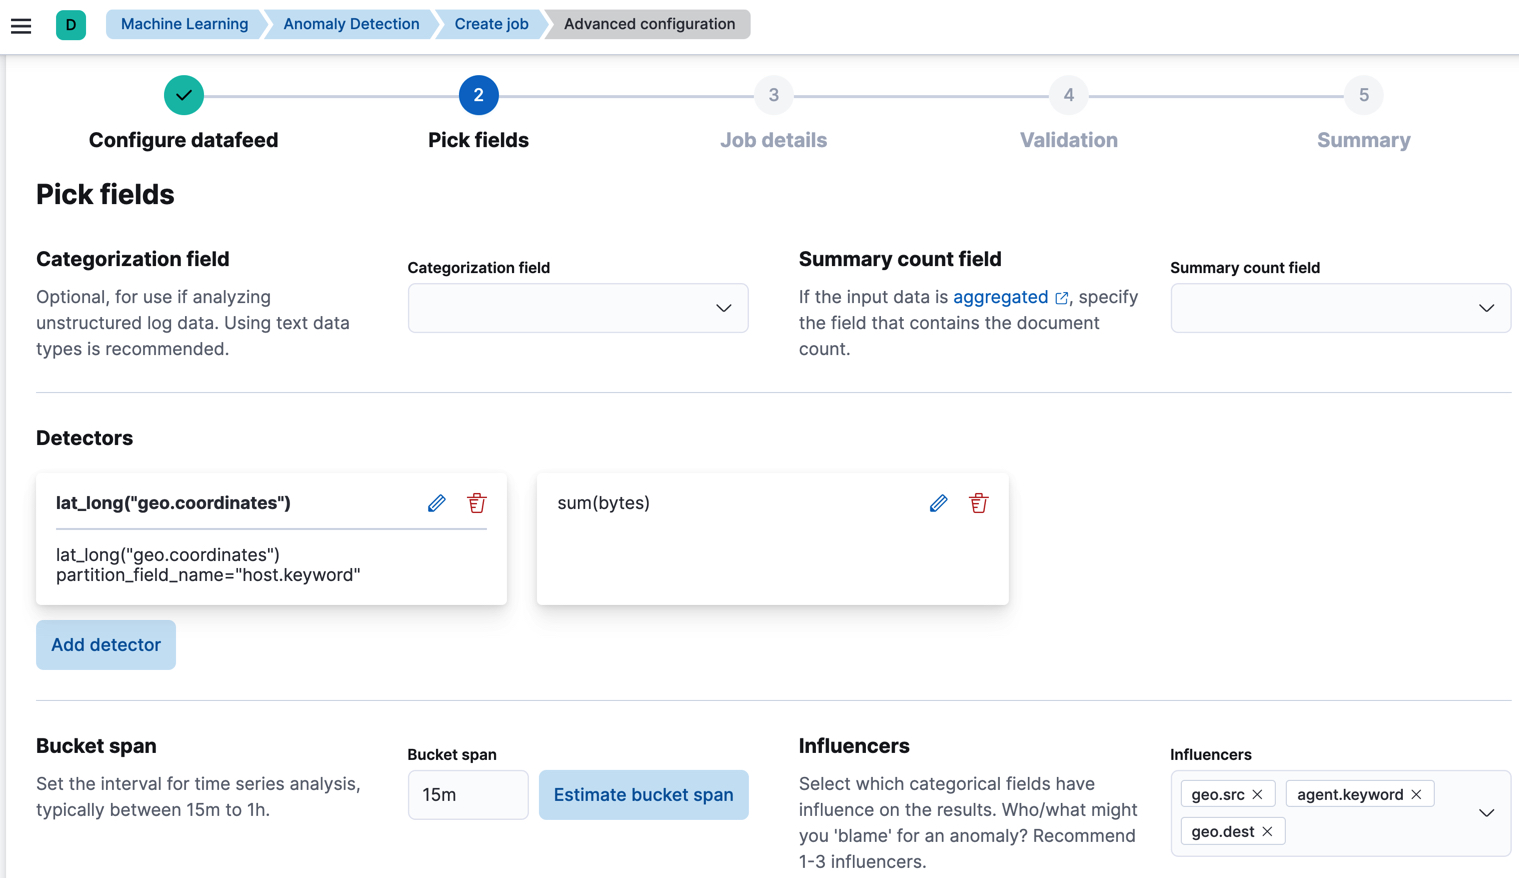 D
Machine Learning
Anomaly Detection
Create job
Advanced configuration
2
3
4
5
Configure datafeed
Pick fields
Job details
Validation
Summary
Pick fields
Categorization field
Optional, for use if analyzing
unstructured log data. Using text data
types is recommended.
Categorization field
Summary count field
If the input data is aggregated , specify
the field that contains the document
count.
Summary count field
Detectors
lat_long("geo.coordinates")
lat_long("geo.coordinates")
partition_field_name="host.keyword"
sum(bytes)
Add detector
Bucket span
Set the interval for time series analysis,
typically between 15m to 1h.
Bucket span
15m
Estimate bucket span
Influencers
Select which categorical fields have
influence on the results. Who/what might
you 'blame' for an anomaly? Recommend
1-3 influencers.
Influencers
geo.src
agent.keyword
geo.dest